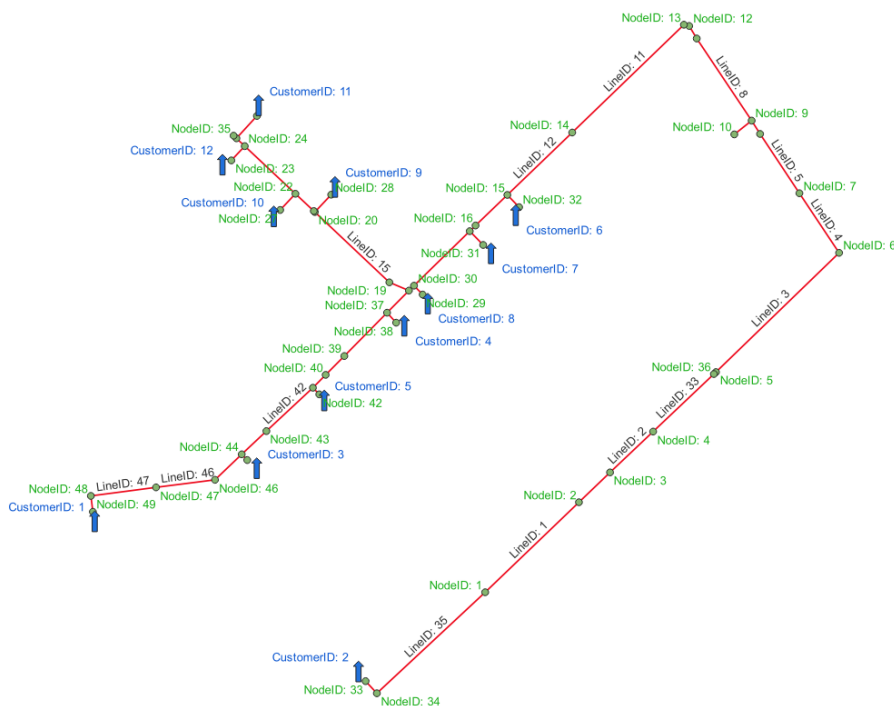 NodeID: 13
NodeID: 12
LineID: 11
LineID: 8
CustomerID: 11
NodeID: 35
NodeID: 24
NodeID: 14
NodeID: 9
NodeID: 10
CustomerID: 12
NodeID: 23
LineID: 12
LineID: 5
CustomerID: 9
NodeID: 22
NodeID: 28
NodeID: 15
NodeID: 7
CustomerID: 10
NodeID: 20
NodeID: 32
NodeID: 16
CustomerID: 6
LineID: 4
NodeID: 6
NodeID: 31
LineID: 15
CustomerID: 7
NodeID: 30
NodeID: 19
NodeID: 29
LineID: 3
NodeID: 37
CustomerID: 8
NodeID: 38
CustomerID: 4
NodeID: 39
NodeID: 36
NodeID: 40
NodeID: 5
LineID: 33
CustomerID: 5
NodeID: 42
LineID: 42
NodeID: 43
NodeID: 4
NodeID: 44
CustomerID: 3
LineID: 2
LineID: 46
LineID: 47
NodeID: 3
NodeID: 46
NodeID: 47
NodeID: 48
NodeID: 2
CustomerID: 1
NodeID: 49
LineID: 1
NodeID: 1
LineID: 35
CustomerID: 2
NodeID: 33
NodeID: 34